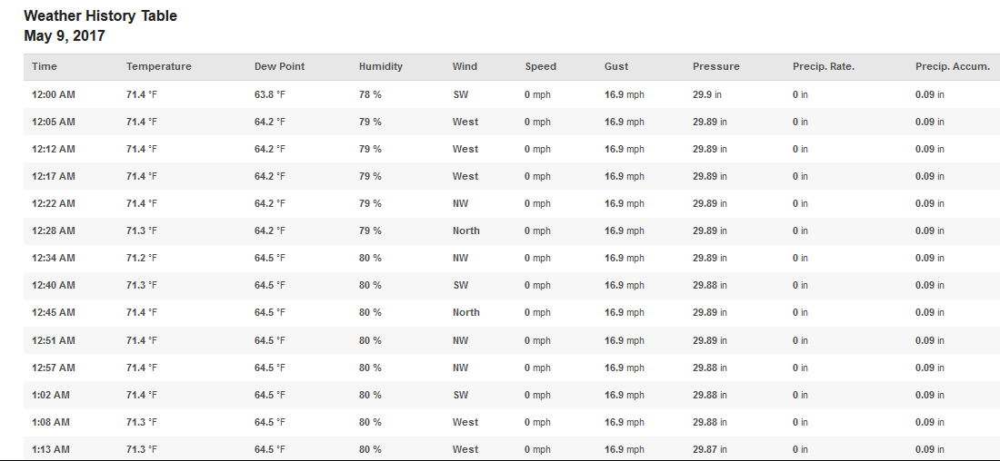 Weather History Table
May 9, 2017
Time Temperature Dew Point Humidity Wind Speed Gust Pressure Precip. Rate. Precip. Accum.
12:00 AM 71.4 °F 63.8 °F 78 % SW 0 mph 16.9 mph 29.9 in 0 in 0.09 in
12:05 AM 71.4 °F 64.2 °F 79 % West 0 mph 16.9 mph 29.89 in 0 in 0.09 in
12:12 AM 71.4 °F 64.2 °F 79 % West 0 mph 16.9 mph 29.89 in 0 in 0.09 in
12:17 AM 71.4 °F 64.2 °F 79 % West 0 mph 16.9 mph 29.89 in 0 in 0.09 in
12:22 AM 71.4 °F 64.2 °F 79 % NW 0 mph 16.9 mph 29.89 in 0 in 0.09 in
12:28 AM 71.3 °F 64.2 °F 79 % North 0 mph 16.9 mph 29.89 in 0 in 0.09 in
12:34 AM 71.2 °F 64.5 °F 80 % NW 0 mph 16.9 mph 29.89 in 0 in 0.09 in
12:40 AM 71.3 °F 64.5 °F 80 % SW 0 mph 16.9 mph 29.88 in 0 in 0.09 in
12:45 AM 71.4 °F 64.5 °F 80 % North 0 mph 16.9 mph 29.89 in 0 in 0.09 in
12:51 AM 71.4 °F 64.5 °F 80 % NW 0 mph 16.9 mph 29.89 in 0 in 0.09 in
12:57 AM 71.4 °F 64.5 °F 80 % NW 0 mph 16.9 mph 29.88 in 0 in 0.09 in
1:02 AM 71.4 °F 64.5 °F 80 % SW 0 mph 16.9 mph 29.88 in 0 in 0.09 in
1:08 AM 71.3 °F 64.5 °F 80 % West 0 mph 16.9 mph 29.88 in 0 in 0.09 in
1:13 AM 71.3 °F 64.5 °F 80 % West 0 mph 16.9 mph 29.87 in 0 in 0.09 in